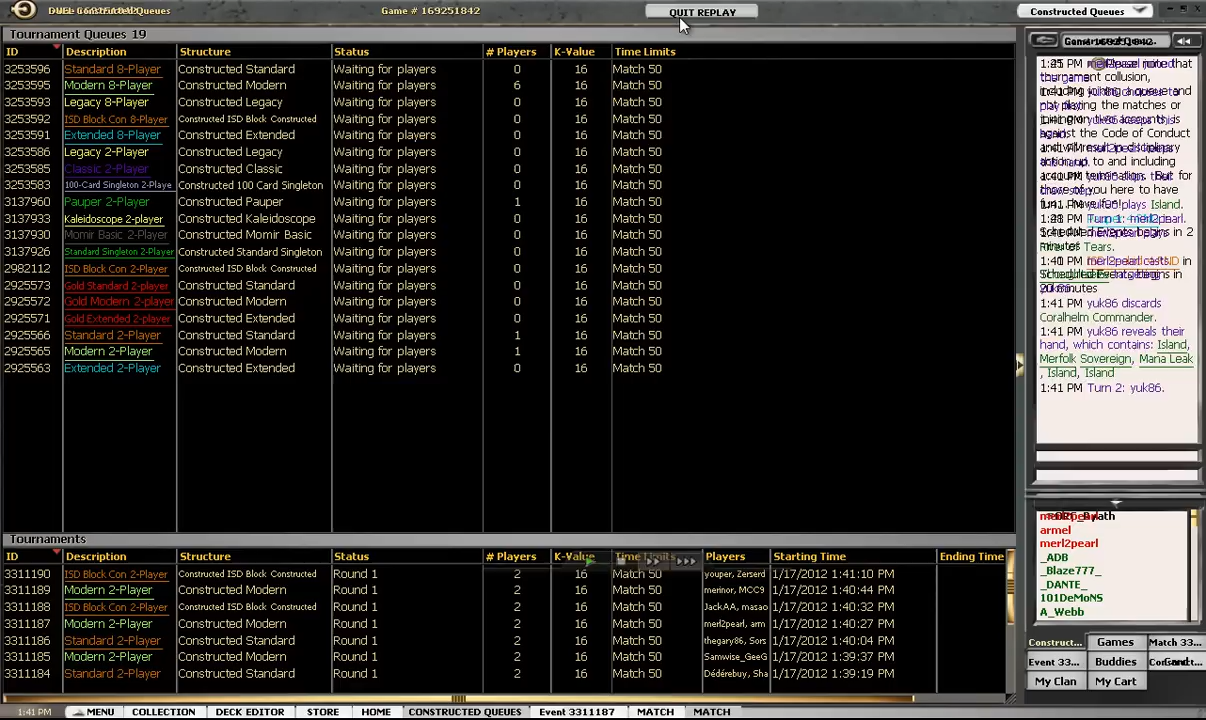 Game # 169251842
QUIT REPLAY
Constructed Queues
Tournament Queues 19
ID Description Structure Status # Players K-Value Time Limits
3253596 Standard 8-Player Constructed Standard Waiting for players 0 16 Match 50
3253595 Modern 8-Player Constructed Modern Waiting for players 6 16 Match 50
3253593 Legacy 8-Player Constructed Legacy Waiting for players 0 16 Match 50
3253592 ISD Block Con 8-Player Constructed ISD Block Constructed Waiting for players 0 16 Match 50
3253591 Extended 8-Player Constructed Extended Waiting for players 0 16 Match 50
3253586 Legacy 2-Player Constructed Legacy Waiting for players 0 16 Match 50
3253585 Classic 2-Player Constructed Classic Waiting for players 0 16 Match 50
3253583 100-Card Singleton 2-Playe Constructed 100 Card Singleton Waiting for players 0 16 Match 50
3137960 Pauper 2-Player Constructed Pauper Waiting for players 1 16 Match 50
3137933 Kaleidoscope 2-player Constructed Kaleidoscope Waiting for players 0 16 Match 50
3137930 Momir Basic 2-Player Constructed Momir Basic Waiting for players 0 16 Match 50
3137926 Standard Singleton 2-Player Constructed Standard Singleton Waiting for players 0 16 Match 50
2982112 ISD Block Con 2-Player Constructed ISD Block Constructed Waiting for players 0 16 Match 50
2925573 Gold Standard 2-player Constructed Standard Waiting for players 0 16 Match 50
2925572 Gold Modern 2-player Constructed Modern Waiting for players 0 16 Match 50
2925571 Gold Extended 2-player Constructed Extended Waiting for players 0 16 Match 50
2925566 Standard 2-Player Constructed Standard Waiting for players 1 16 Match 50
2925565 Modern 2-Player Constructed Modern Waiting for players 1 16 Match 50
2925563 Extended 2-Player Constructed Extended Waiting for players 0 16 Match 50
Tournaments
ID Description Structure Status # Players K-Value Time Limits Players Starting Time Ending Time
3311190 ISD Block Con 2-Player Constructed ISD Block Constructed Round 1 2 16 Match 50 youper, Zerserd 1/17/2012 1:41:10 PM
3311189 Modern 2-Player Constructed Modern Round 1 2 16 Match 50 merinor, MCC9 1/17/2012 1:40:44 PM
3311188 ISD Block Con 2-Player Constructed ISD Block Constructed Round 1 2 16 Match 50 JackAA, masao 1/17/2012 1:40:32 PM
3311187 Modern 2-Player Constructed Modern Round 1 2 16 Match 50 merl2pearl, arm 1/17/2012 1:40:27 PM
3311186 Standard 2-Player Constructed Standard Round 1 2 16 Match 50 thegary86, Sors 1/17/2012 1:40:04 PM
3311185 Modern 2-Player Constructed Modern Round 1 2 16 Match 50 Samwise_GeeG 1/17/2012 1:39:37 PM
3311184 Standard 2-Player Constructed Standard Round 1 2 16 Match 50 Dédérebuy, Sha 1/17/2012 1:39:19 PM
tournament collusion,
against the Code of Conduct
20 minutes
1:41 PM yuk86 discards
Coralhelm Commander.
1:41 PM yuk86 reveals their
hand, which contains: Island,
Merfolk Sovereign, Mana Leak
, Island, Island
1:41 PM Turn 2: yuk86.
armel
merl2pearl
_ADB
_Blaze777_
_DANTE_
101DeMoNS
A_Webb
Construct... Games Match 33...
Event 33... Buddies
My Clan My Cart
1:41 PM MENU COLLECTION DECK EDITOR STORE HOME CONSTRUCTED QUEUES Event 3311187 MATCH MATCH